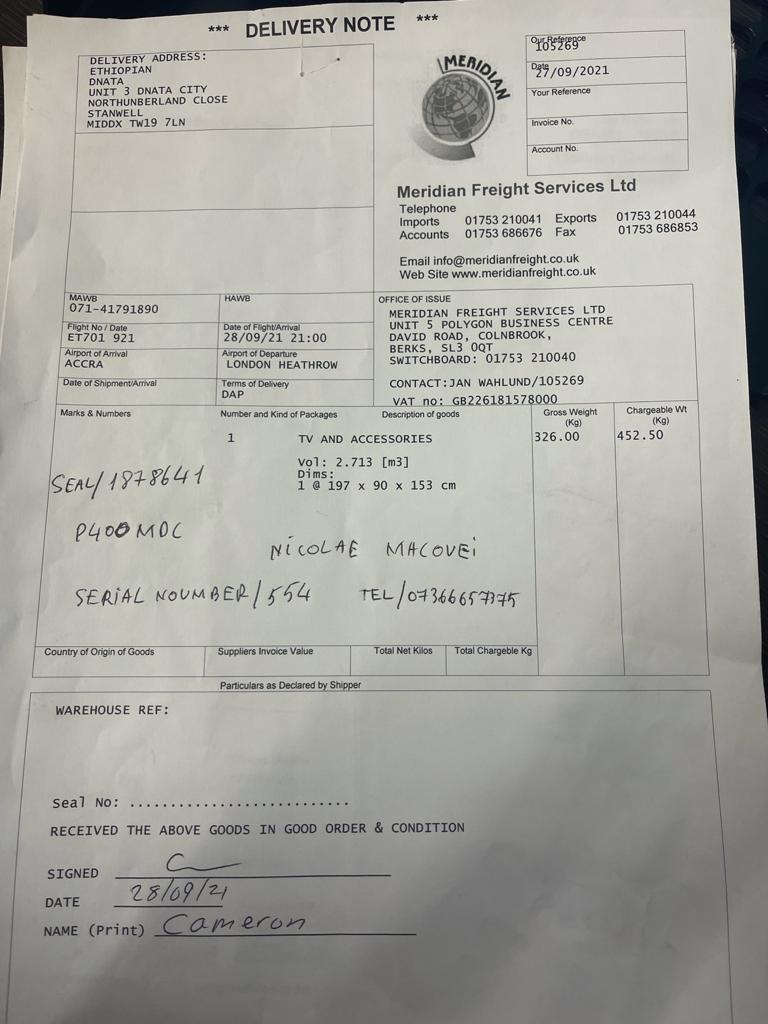 *** DELIVERY NOTE ***
DELIVERY ADDRESS:
ETHIOPIAN
DNATA
UNIT 3 DNATA CITY
NORTHUNBERLAND CLOSE
STANWELL
MIDDX TW19 7LN
MERIDIAN
Our Reference
105269
Date
27/09/2021
Your Reference
Invoice No.
Account No.
Meridian Freight Services Ltd
Telephone
Imports 01753 210041 Exports 01753 210044
Accounts 01753 686676 Fax 01753 686853
Email info@meridianfreight.co.uk
Web Site www.meridianfreight.co.uk
MAWB
071-41791890
HAWB
Flight No / Date
ET701 921
Date of Flight/Arrival
28/09/21 21:00
Airport of Arrival
ACCRA
Airport of Departure
LONDON HEATHROW
Date of Shipment/Arrival
Terms of Delivery
DAP
OFFICE OF ISSUE
MERIDIAN FREIGHT SERVICES LTD
UNIT 5 POLYGON BUSINESS CENTRE
DAVID ROAD, COLNBROOK,
BERKS, SL3 0QT
SWITCHBOARD: 01753 210040
CONTACT:JAN WAHLUND/105269
VAT no: GB226181578000
Marks & Numbers Number and Kind of Packages Description of goods Gross Weight (Kg) Chargeable Wt (Kg)
1 TV AND ACCESSORIES 326.00 452.50
Vol: 2.713 [m3]
Dims:
1 @ 197 x 90 x 153 cm
SEAL/1878641
P400 MDC
NICOLAE MACOVEI
SERIAL NOUMBER/554 TEL/07366657375
Country of Origin of Goods Suppliers Invoice Value Total Net Kilos Total Chargeble Kg
Particulars as Declared by Shipper
WAREHOUSE REF:
Seal No: ...........................
RECEIVED THE ABOVE GOODS IN GOOD ORDER & CONDITION
SIGNED
DATE 28/09/21
NAME (Print) Cameron